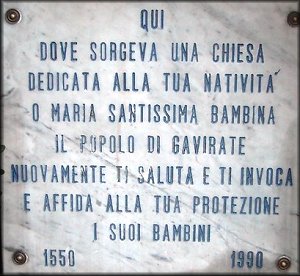 QUI
DOVE SORGEVA UNA CHIESA
DEDICATA ALLA TUA NATIVITA'
O MARIA SANTISSIMA BAMBINA
IL POPOLO DI GAVIRATE
NUOVAMENTE TI SALUTA E TI INVOCA
E AFFIDA ALLA TUA PROTEZIONE
I SUOI BAMBINI
1550 1990